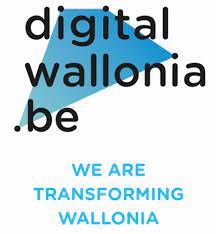 digital
wallonia
.be
WE ARE
TRANSFORMING
WALLONIA